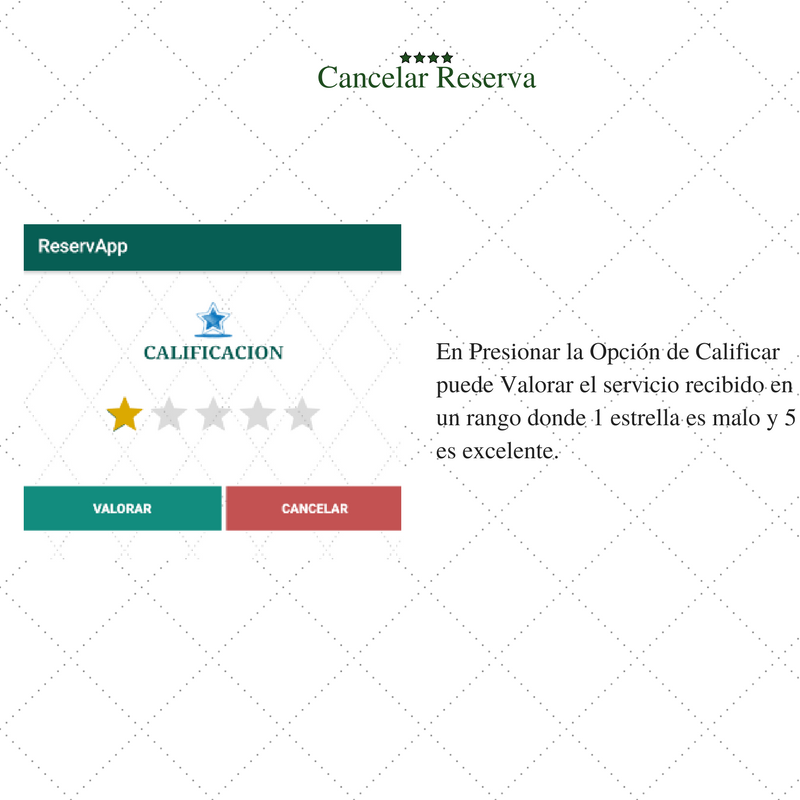 Cancelar Reserva
ReservApp
CALIFICACION
VALORAR
CANCELAR
En Presionar la Opción de Calificar
puede Valorar el servicio recibido en
un rango donde 1 estrella es malo y 5
es excelente.